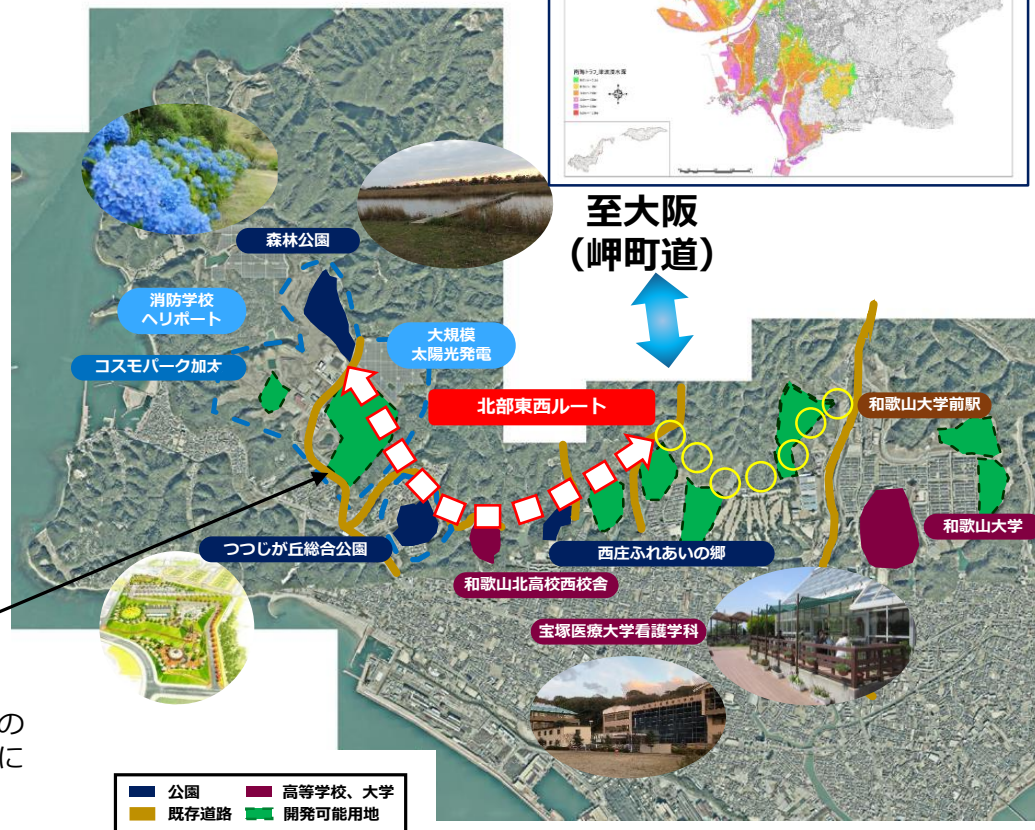 至大阪
(岬町道)
森林公園
消防学校
ヘリポート
大規模
太陽光発電
コスモパーク加太
北部東西ルート
和歌山大学前駅
和歌山大学
つつじが丘総合公園
西庄ふれあいの郷
和歌山北高校西校舎
宝塚医療大学看護学科
の
に
公園
高等学校、大学
既存道路
開発可能用地